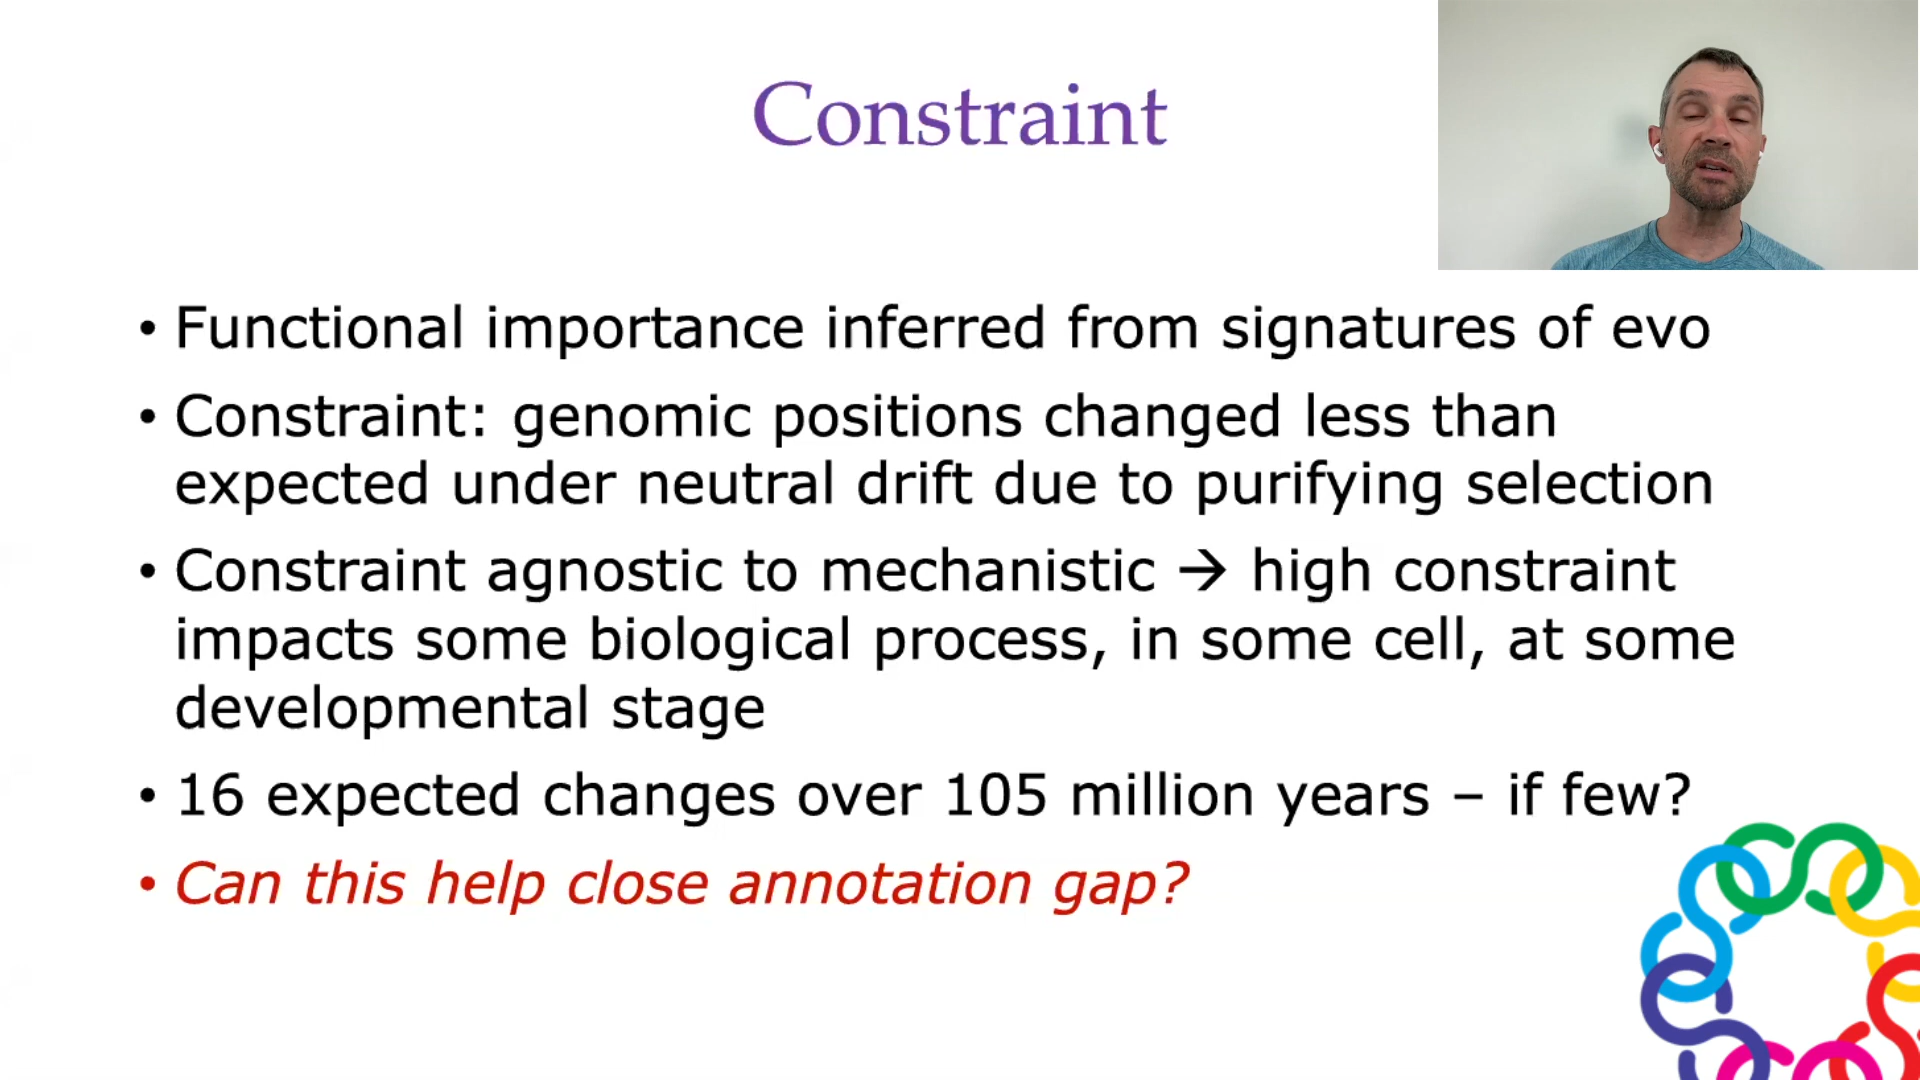 Constraint
• Functional importance inferred from signatures of evo
• Constraint: genomic positions changed less than
expected under neutral drift due to purifying selection
• Constraint agnostic to mechanistic → high constraint
impacts some biological process, in some cell, at some
developmental stage
• 16 expected changes over 105 million years – if few?
• Can this help close annotation gap?